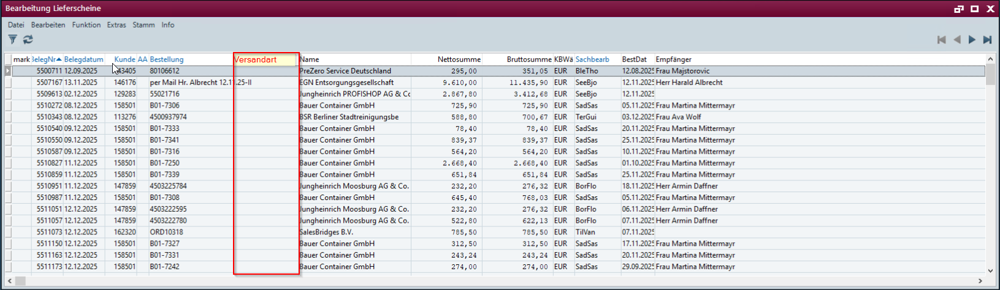 Bearbeitung Lieferscheine
Datei Bearbeiten Funktion Extras Stamm Info
mark BelegNr Belegdatum Kunde AA Bestellung Versandart Name Nettosumme Bruttosumme KBWä Sachbearb BestDat Empfänger
5500711 12.09.2025 43405 80106612 PreZero Service Deutschland 295,00 351,05 EUR BleTho 12.08.2025 Frau Majstorovic
5507167 13.11.2025 146176 per Mail Hr. Albrecht 12.11.25-II EGN Entsorgungsgesellschaft 9.610,00 11.435,90 EUR SeeBjo 12.11.2025 Herr Harald Albrecht
5509613 02.12.2025 129283 55021716 Jungheinrich PROFISHOP AG & Co 2.867,80 3.412,68 EUR SeeBjo 12.11.2025
5510272 08.12.2025 158501 B01-7306 Bauer Container GmbH 725,90 725,90 EUR SadSas 05.11.2025 Frau Martina Mittermayr
5510343 08.12.2025 113276 4500937974 BSR Berliner Stadtreinigungsbe 588,80 700,67 EUR TerGui 03.12.2025 Frau Ava Wolf
5510540 09.12.2025 158501 B01-7333 Bauer Container GmbH 78,40 78,40 EUR SadSas 20.11.2025 Frau Martina Mittermayr
5510550 09.12.2025 158501 B01-7341 Bauer Container GmbH 839,37 839,37 EUR SadSas 25.11.2025 Frau Martina Mittermayr
5510587 09.12.2025 158501 B01-7316 Bauer Container GmbH 564,20 564,20 EUR SadSas 10.11.2025 Frau Martina Mittermayr
5510827 11.12.2025 158501 B01-7250 Bauer Container GmbH 2.668,40 2.668,40 EUR SadSas 01.10.2025 Frau Martina Mittermayr
5510859 11.12.2025 158501 B01-7339 Bauer Container GmbH 651,84 651,84 EUR SadSas 25.11.2025 Frau Martina Mittermayr
5510951 11.12.2025 147859 4503225784 Jungheinrich Moosburg AG & Co. 232,20 276,32 EUR BorFlo 18.11.2025 Herr Armin Daffner
5510987 11.12.2025 158501 B01-7308 Bauer Container GmbH 645,40 768,03 EUR SadSas 05.11.2025 Frau Martina Mittermayr
5511051 12.12.2025 147859 4503222595 Jungheinrich Moosburg AG & Co. 232,20 276,32 EUR BorFlo 06.11.2025 Herr Armin Daffner
5511057 12.12.2025 147859 4503222780 Jungheinrich Moosburg AG & Co. 522,80 622,13 EUR BorFlo 07.11.2025 Herr Armin Daffner
5511073 12.12.2025 162320 ORD10318 SalesBridges B.V. 785,50 785,50 EUR TilVan 07.11.2025
5511150 12.12.2025 158501 B01-7327 Bauer Container GmbH 312,50 312,50 EUR SadSas 17.11.2025 Frau Martina Mittermayr
5511163 12.12.2025 158501 B01-7331 Bauer Container GmbH 243,24 243,24 EUR SadSas 20.11.2025 Frau Martina Mittermayr
5511173 12.12.2025 158501 B01-7242 Bauer Container GmbH 274,00 274,00 EUR SadSas 29.09.2025 Frau Martina Mittermayr